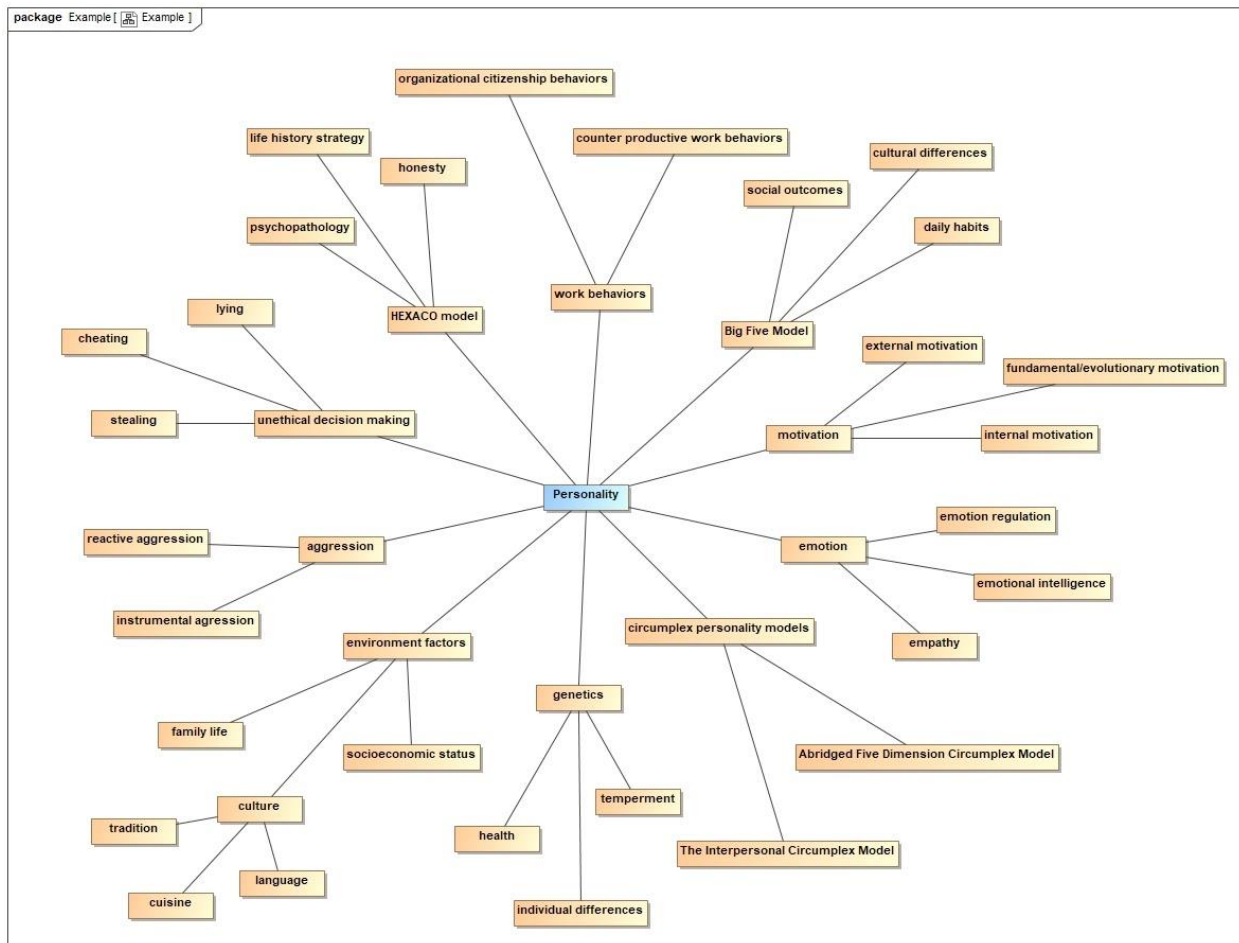 package Example [ Example ]
organizational citizenship behaviors
life history strategy
counter productive work behaviors
cultural differences
honesty
social outcomes
psychopathology
daily habits
work behaviors
lying
HEXACO model
Big Five Model
cheating
external motivation
fundamental/evolutionary motivation
stealing
unethical decision making
motivation
internal motivation
Personality
emotion regulation
reactive aggression
aggression
emotion
emotional intelligence
instrumental agression
circumplex personality models
environment factors
empathy
genetics
family life
socioeconomic status
Abridged Five Dimension Circumplex Model
culture
temperment
tradition
health
The Interpersonal Circumplex Model
language
cuisine
individual differences